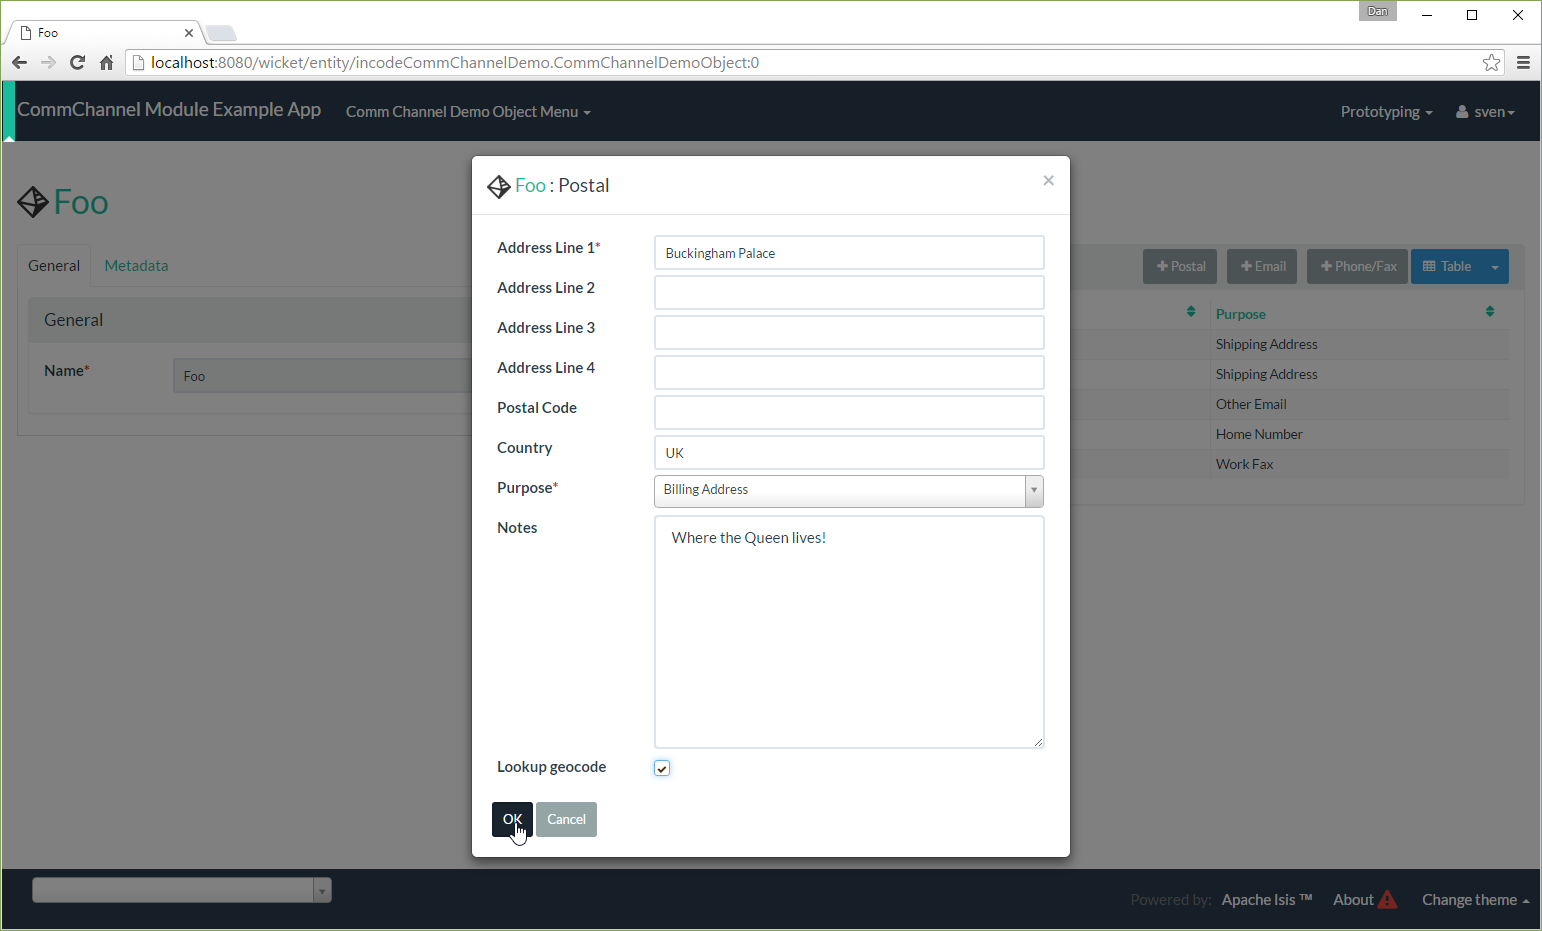 Dan
Foo
localhost:8080/wicket/entity/incodeCommChannelDemo.CommChannelDemoObject:0
CommChannel Module Example App Comm Channel Demo Object Menu Prototyping sven
Foo
General Metadata
General
Name* Foo
Foo : Postal
Address Line 1* Buckingham Palace
Address Line 2
Address Line 3
Address Line 4
Postal Code
Country UK
Purpose* Billing Address
Notes Where the Queen lives!
Lookup geocode
OK Cancel
Postal Email Phone/Fax Table
Purpose
Shipping Address
Shipping Address
Other Email
Home Number
Work Fax
Powered by: Apache Isis ™ About Change theme